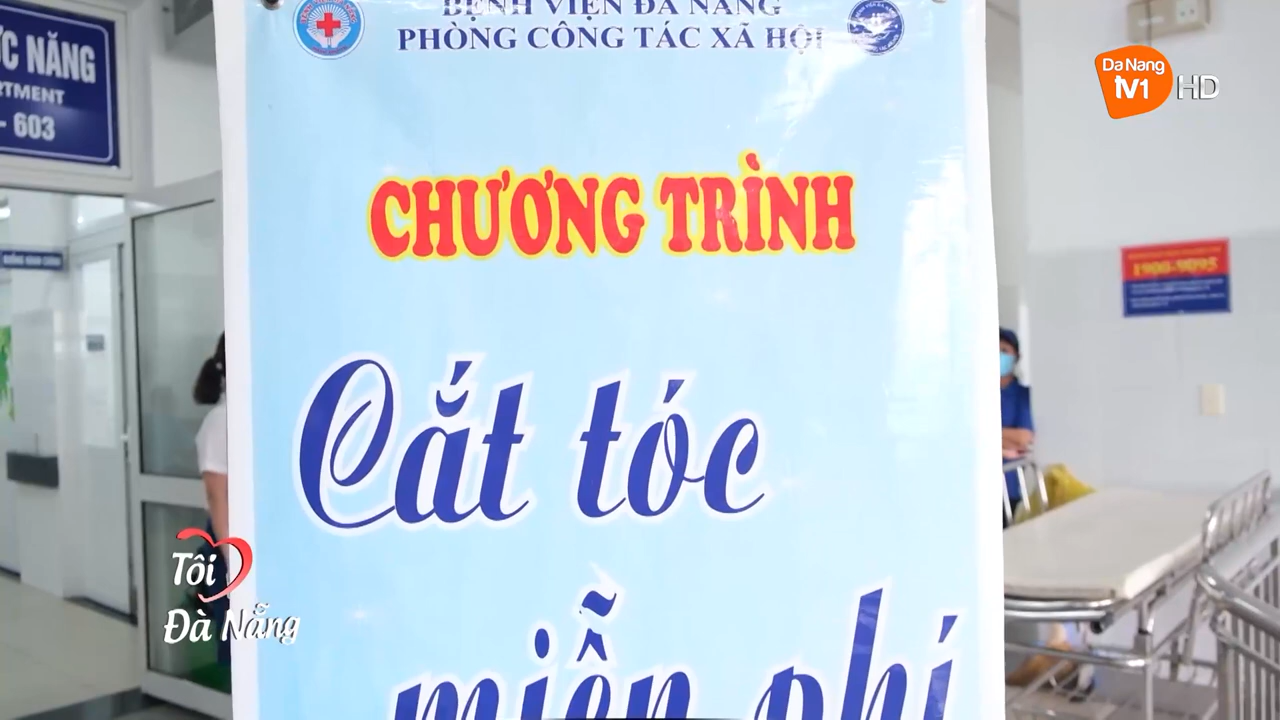 BỆNH VIỆN ĐÀ NẴNG
PHÒNG CÔNG TÁC XÃ HỘI
CHƯƠNG TRÌNH
Cắt tóc
miễn phí
ỨC NĂNG
RTMENT
- 603
Da Nang
TV1 HD
1900-9095
Tôi
Đà Nẵng